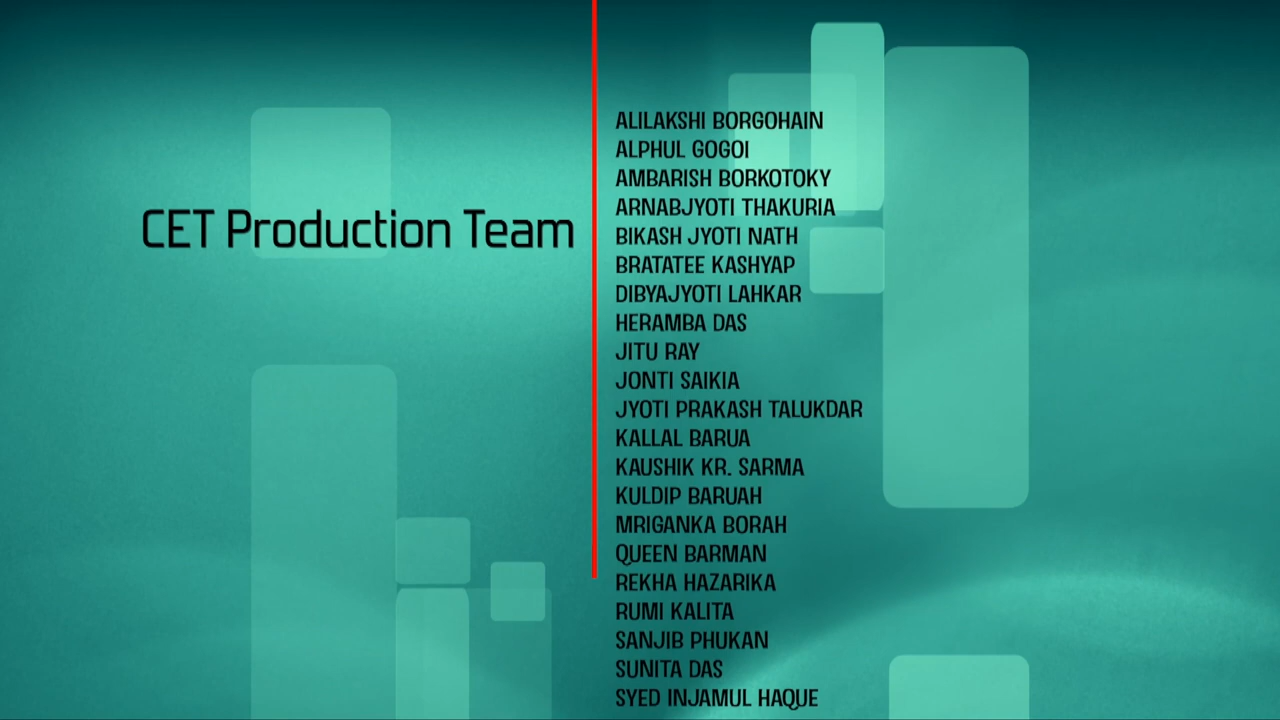 CET Production Team
ALILAKSHI BORGOHAIN
ALPHUL GOGOI
AMBARISH BORKOTOKY
ARNABJYOTI THAKURIA
BIKASH JYOTI NATH
BRATATEE KASHYAP
DIBYAJYOTI LAHKAR
HERAMBA DAS
JITU RAY
JONTI SAIKIA
JYOTI PRAKASH TALUKDAR
KALLAL BARUA
KAUSHIK KR. SARMA
KULDIP BARUAH
MRIGANKA BORAH
QUEEN BARMAN
REKHA HAZARIKA
RUMI KALITA
SANJIB PHUKAN
SUNITA DAS
SYED INJAMUL HAQUE